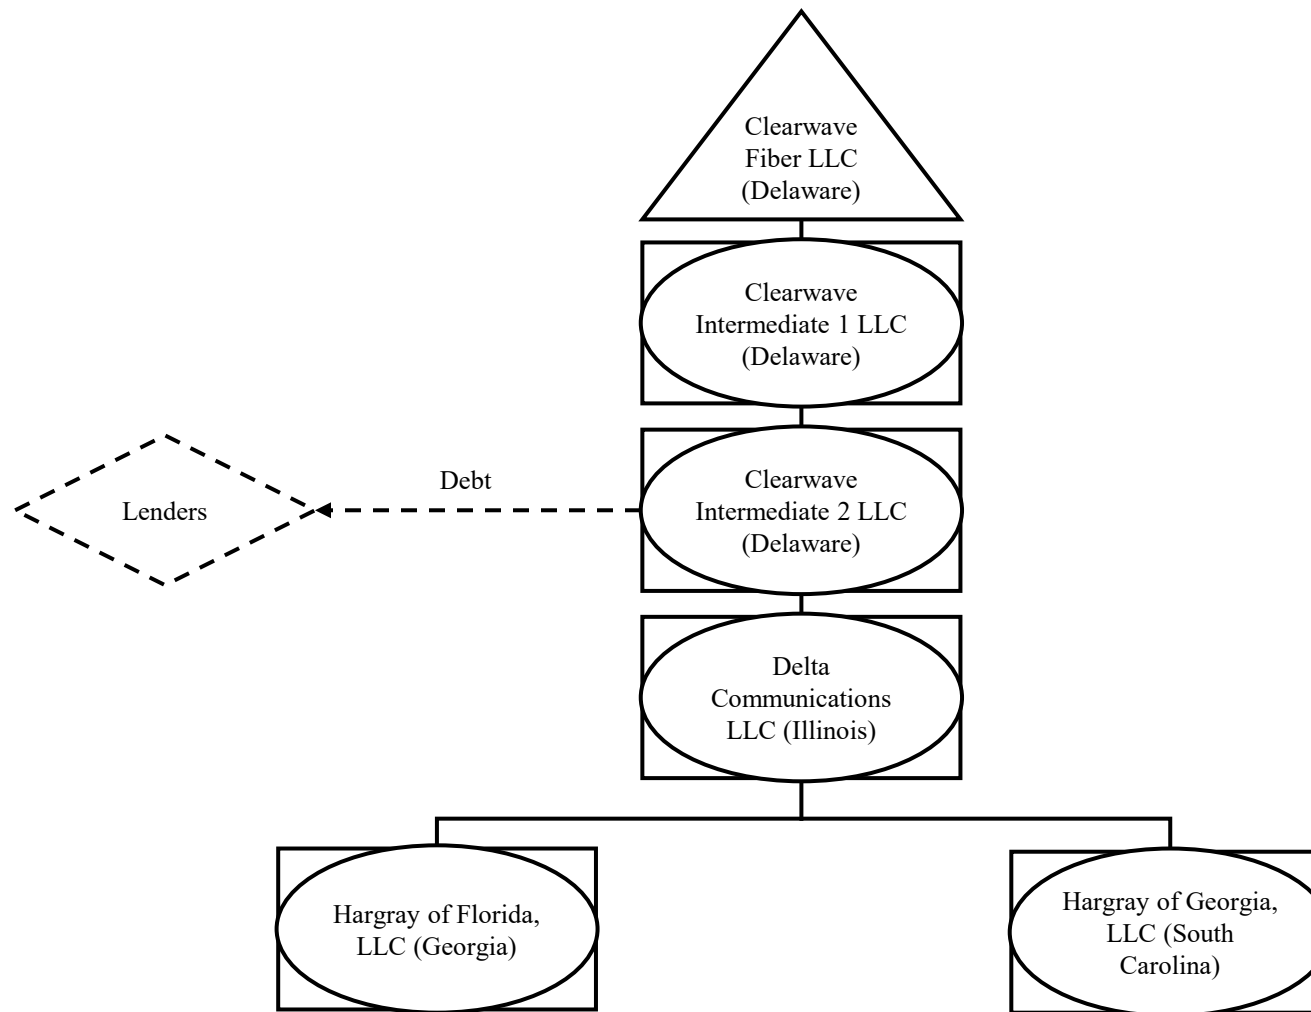 Clearwave
Fiber LLC
(Delaware)
Clearwave
Intermediate 1 LLC
(Delaware)
Debt
Lenders
Clearwave
Intermediate 2 LLC
(Delaware)
Delta
Communications
LLC (Illinois)
Hargray of Florida,
LLC (Georgia)
Hargray of Georgia,
LLC (South
Carolina)